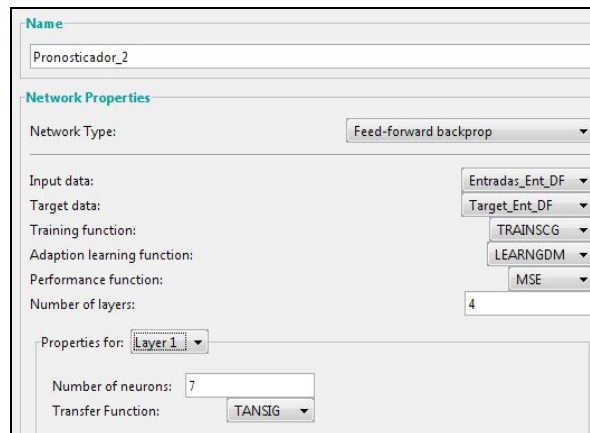 Name
Pronosticador_2
Network Properties
Network Type: Feed-forward backprop
Input data: Entradas_Ent_DF
Target data: Target_Ent_DF
Training function: TRAINSCG
Adaption learning function: LEARNGDM
Performance function: MSE
Number of layers: 4
Properties for: Layer 1
Number of neurons: 7
Transfer Function: TANSIG